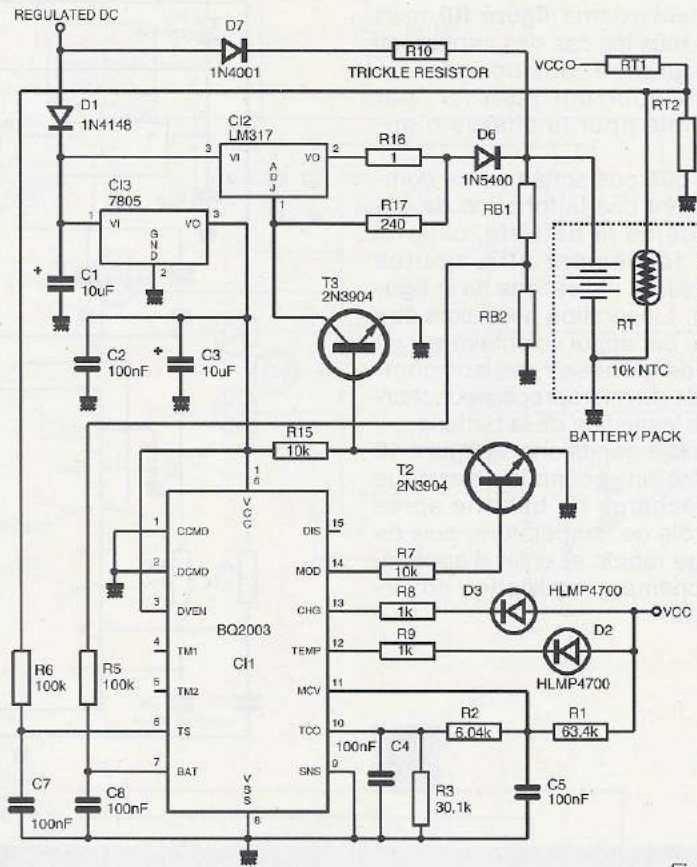 REGULATED DC
D7
1N4001
R10
TRICKLE RESISTOR
VCC
RT1
RT2
D1
1N4148
CI2
LM317
3
VI
VO
2
ADJ
1
R16
1
D6
1N5400
R17
240
RB1
RB2
CI3
7805
1
VI
VO
3
GND
2
+
C1
10uF
C2
100nF
+
C3
10uF
T3
2N3904
RT
10k NTC
BATTERY PACK
R15
10k
T2
2N3904
16
VCC
1
CCMD
2
DCMD
3
DVEN
4
TM1
5
TM2
6
TS
7
BAT
BQ2003
CI1
VSS
8
DIS
15
MOD
14
CHG
13
TEMP
12
MCV
11
TCO
10
SNS
9
R7
10k
R8
1k
R9
1k
D3
HLMP4700
D2
HLMP4700
VCC
R6
100k
R5
100k
C7
100nF
C8
100nF
100nF
C4
R2
6.04k
R1
63.4k
R3
30,1k
C5
100nF